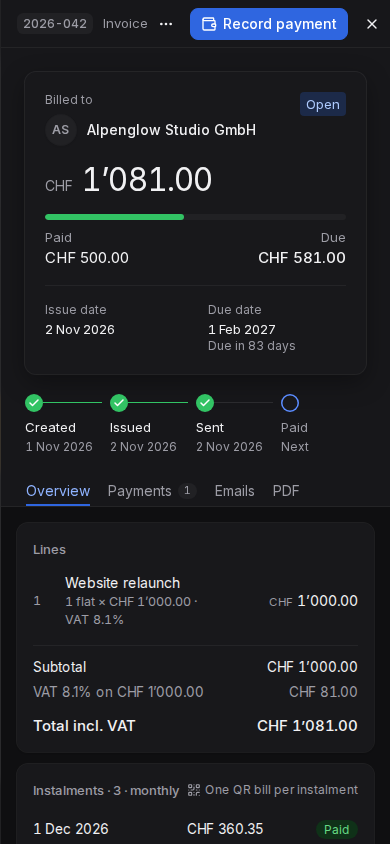 2026-042 Invoice ··· Record payment
Billed to
Open
AS Alpenglow Studio GmbH
CHF 1’081.00
Paid Due
CHF 500.00 CHF 581.00
Issue date Due date
2 Nov 2026 1 Feb 2027
Due in 83 days
Created Issued Sent Paid
1 Nov 2026 2 Nov 2026 2 Nov 2026 Next
Overview Payments 1 Emails PDF
Lines
Website relaunch
1 1 flat × CHF 1’000.00 · CHF 1’000.00
VAT 8.1%
Subtotal CHF 1’000.00
VAT 8.1% on CHF 1’000.00 CHF 81.00
Total incl. VAT CHF 1’081.00
Instalments · 3 · monthly One QR bill per instalment
1 Dec 2026 CHF 360.35 Paid